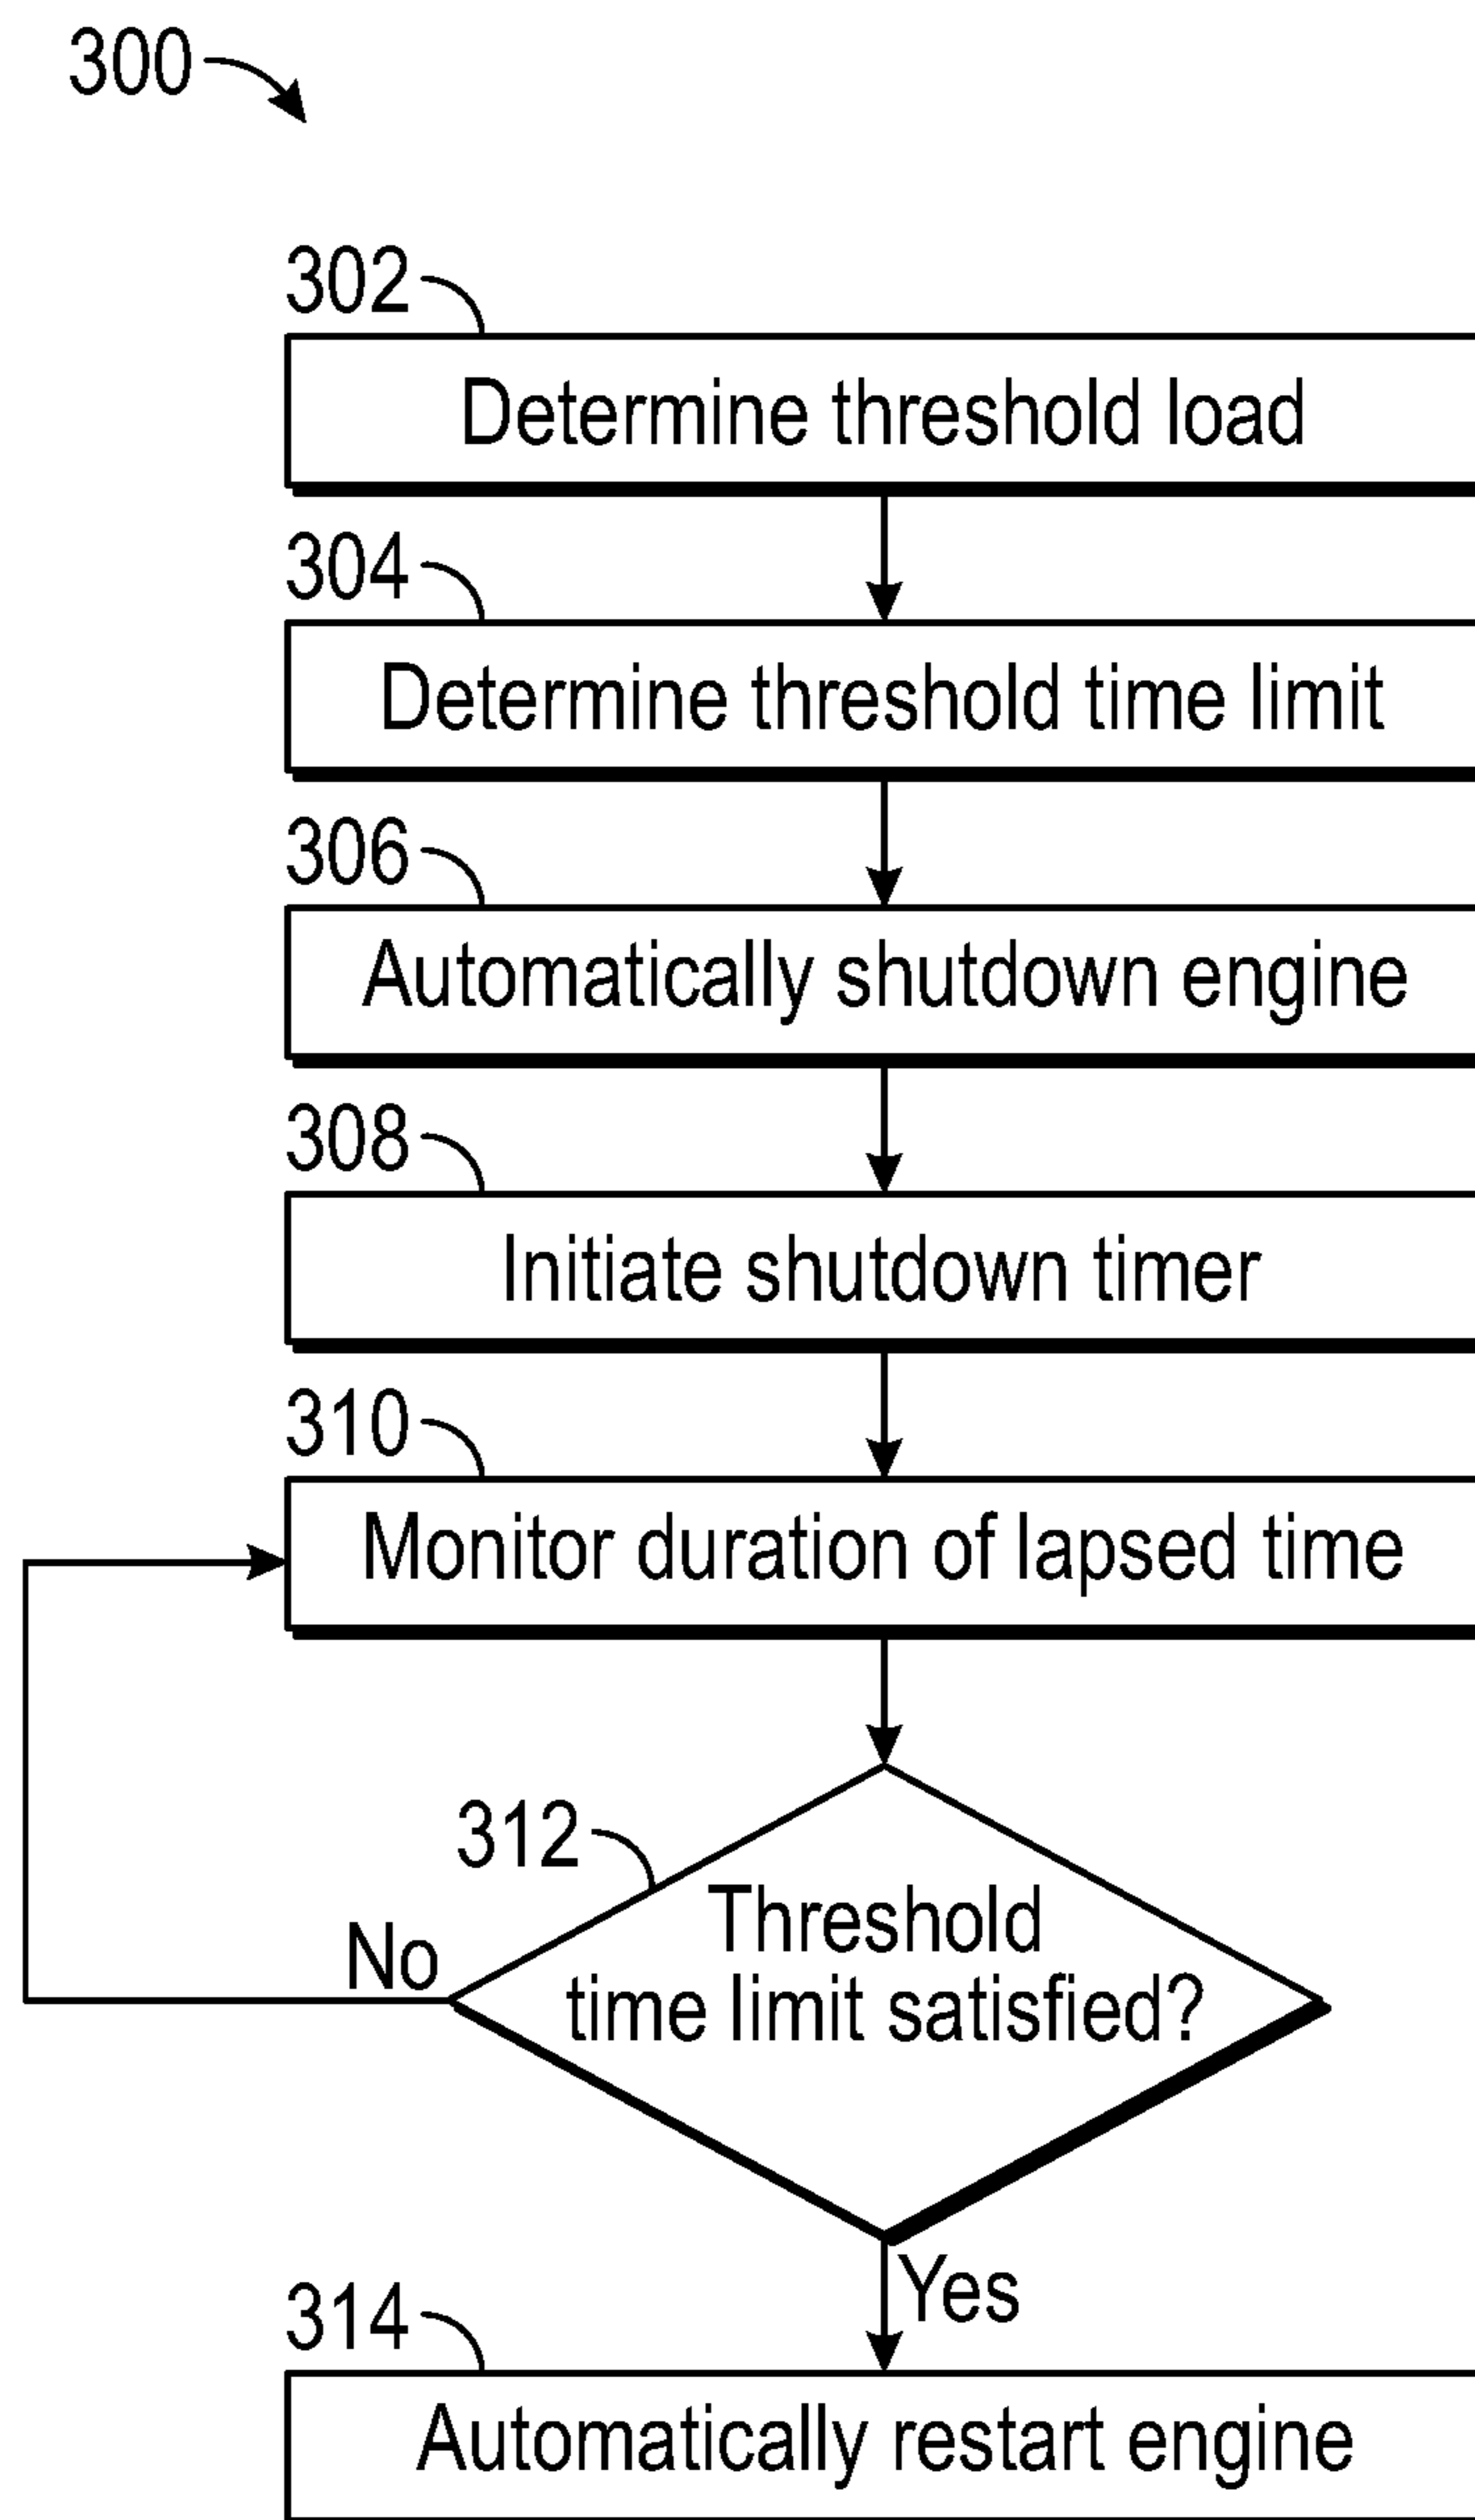 300
302
Determine threshold load
304
Determine threshold time limit
306
Automatically shutdown engine
308
Initiate shutdown timer
310
Monitor duration of lapsed time
312
Threshold
time limit satisfied?
No
Yes
314
Automatically restart engine